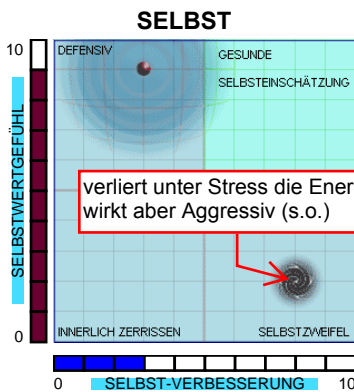 SELBST
10
DEFENSIV
GESUNDE
SELBSTEINSCHÄTZUNG
SELBSTWERTGEFÜHL
verliert unter Stress die Ener
wirkt aber Aggressiv (s.o.)
INNERLICH ZERRISSEN
SELBSTZWEIFEL
0
0
SELBST-VERBESSERUNG
10